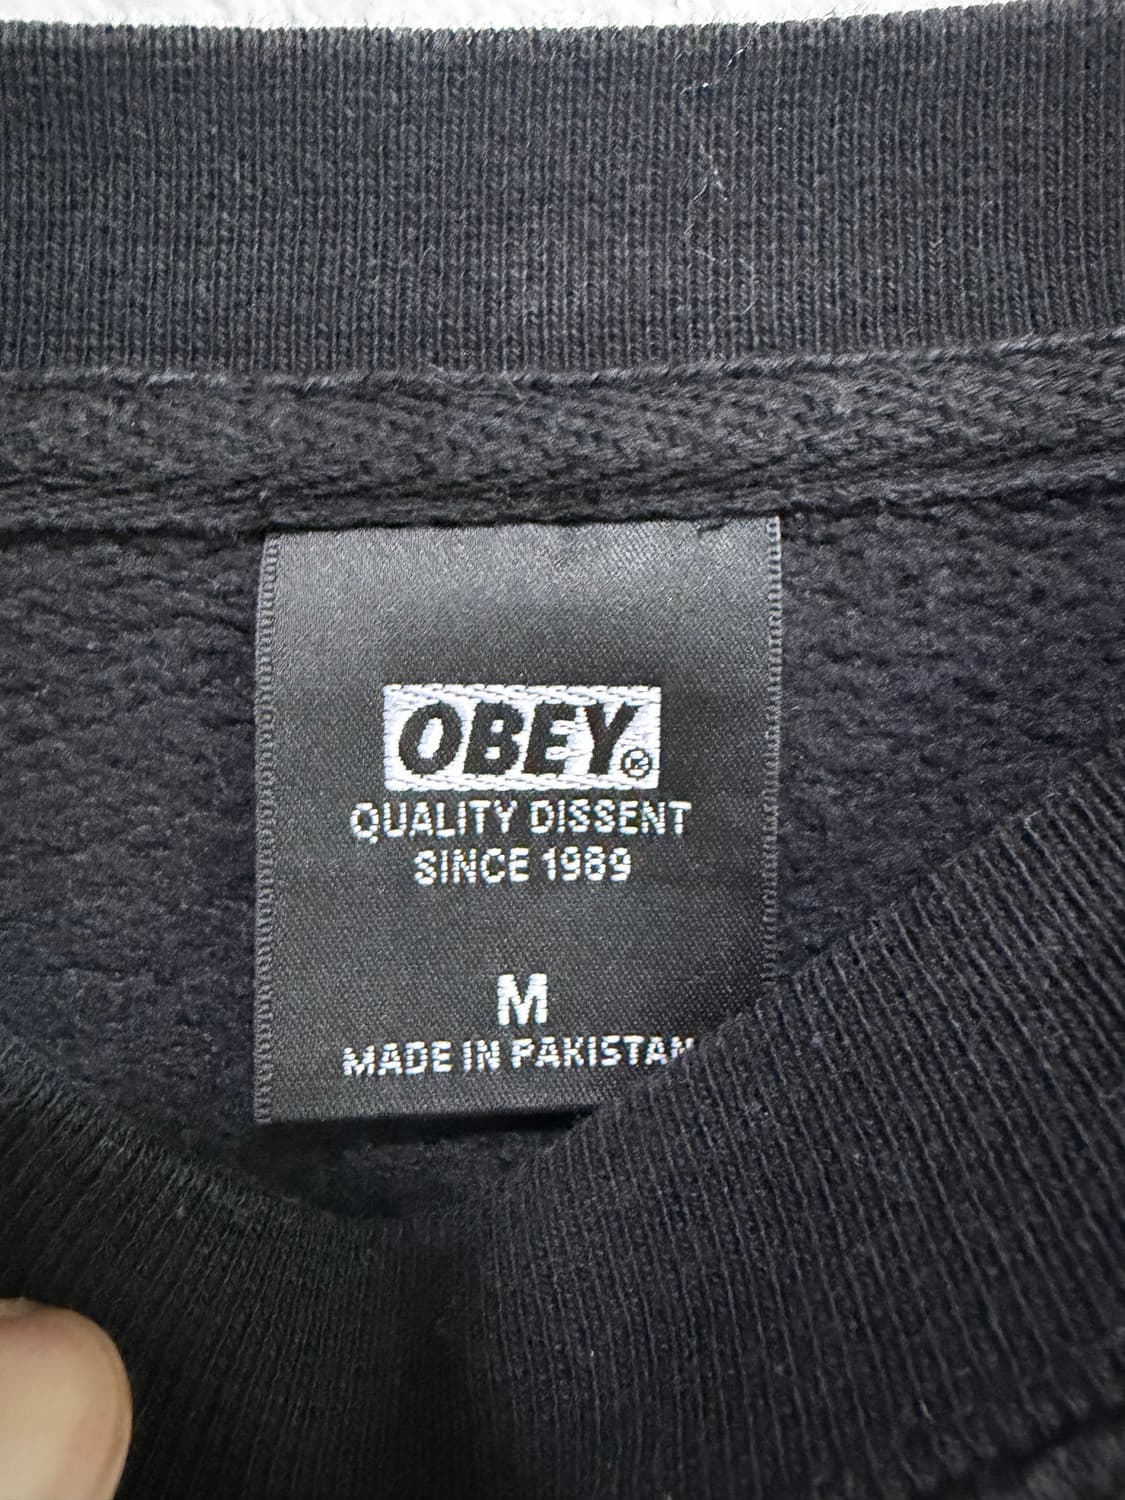 OBEY®
QUALITY DISSENT
SINCE 1989
M
MADE IN PAKISTAN